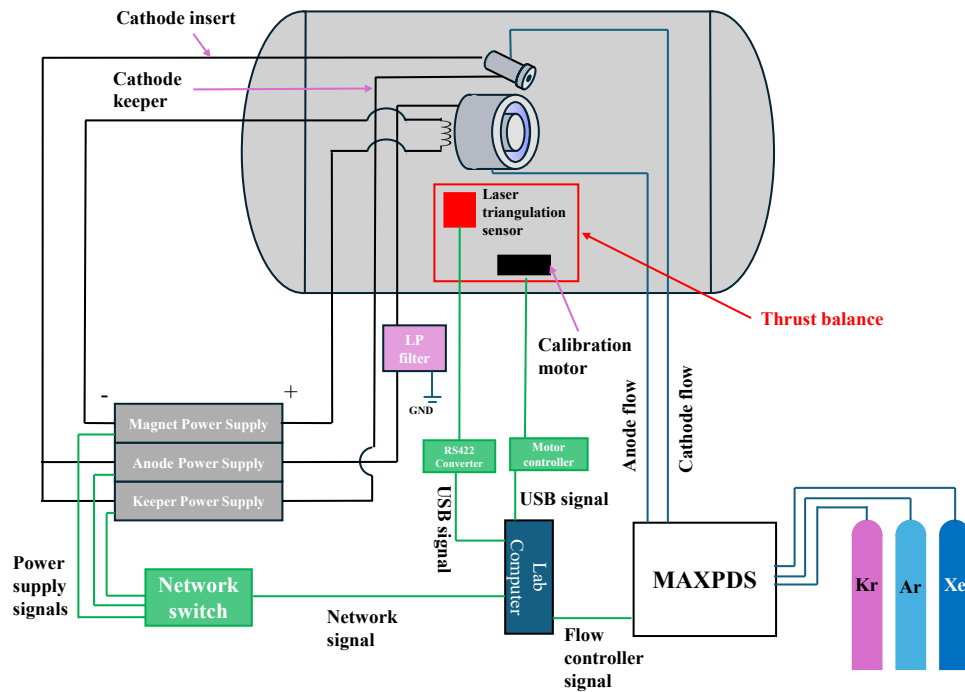 Cathode insert
Cathode
keeper
Laser
triangulation
sensor
Thrust balance
LP
filter
Calibration
motor
GND
-
+
Magnet Power Supply
Anode Power Supply
Keeper Power Supply
RS422
Converter
Motor
controller
Anode flow
Cathode flow
USB signal
USB signal
Power
supply
signals
Network
switch
Network
signal
Lab
Computer
Flow
controller
signal
MAXPDS
Kr
Ar
Xe